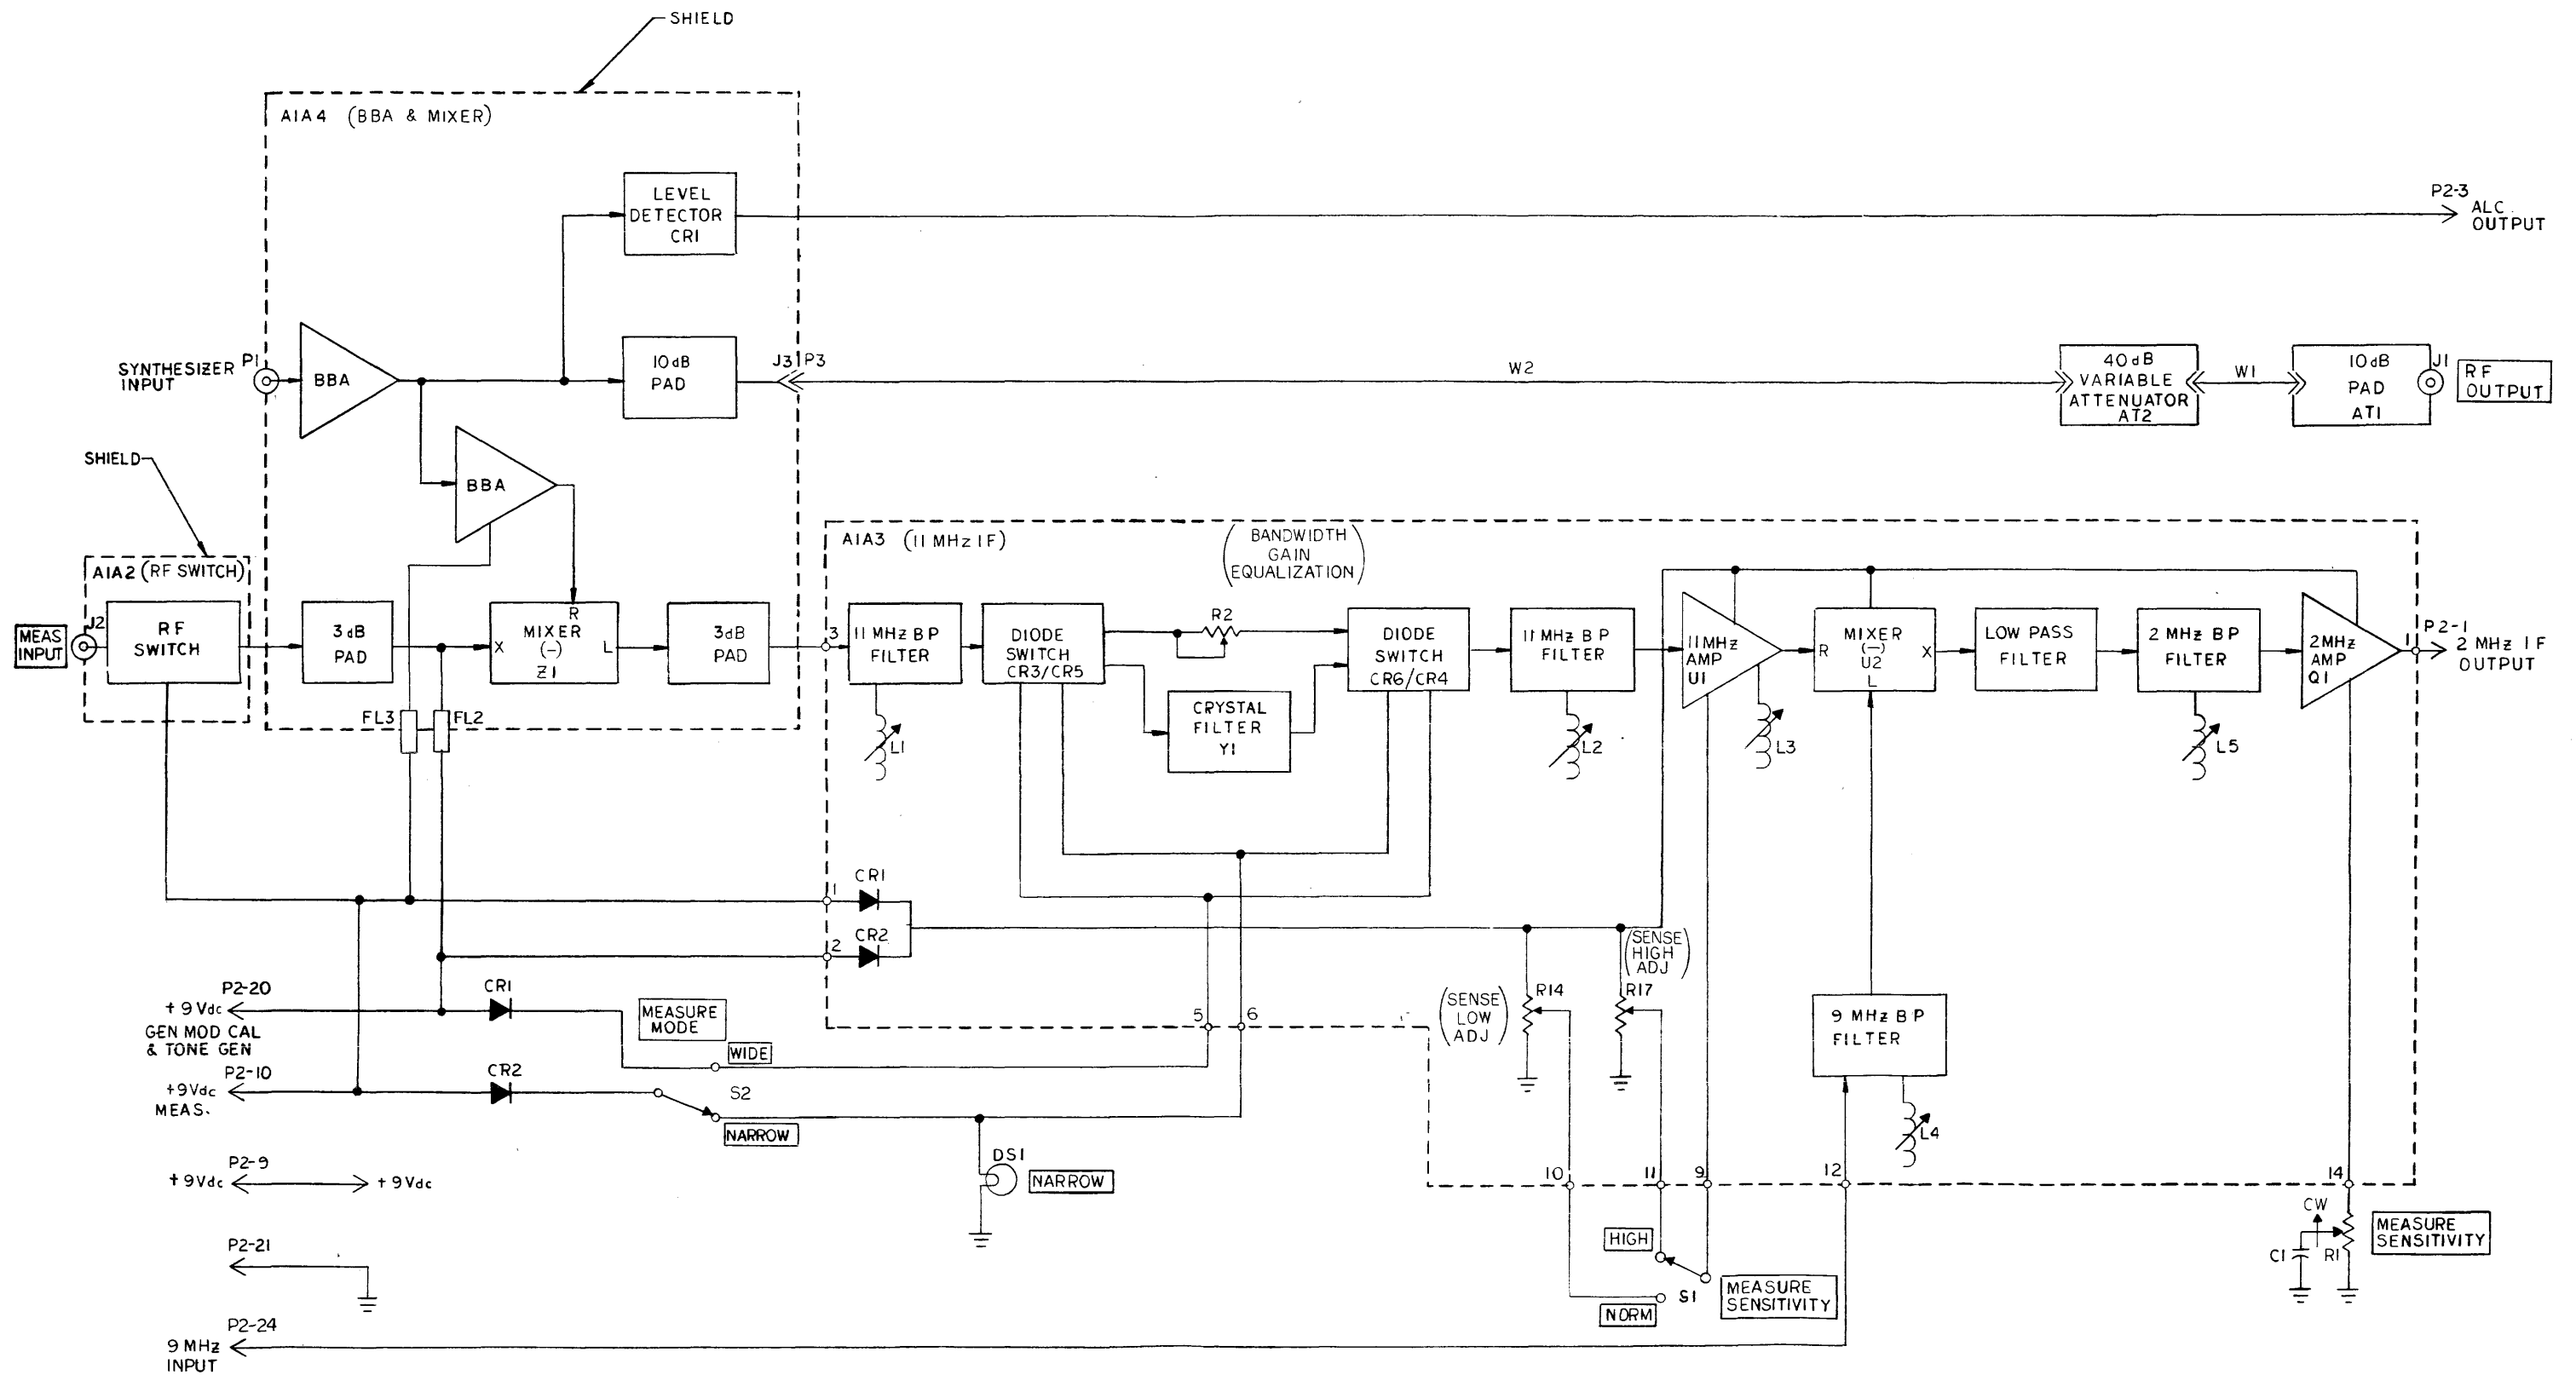 SHIELD
A1A4 (BBA & MIXER)
LEVEL
DETECTOR
CR1
P2-3
ALC
OUTPUT
SYNTHESIZER
INPUT
P1
BBA
10dB
PAD
J3
P3
W2
40dB
VARIABLE
ATTENUATOR
AT2
W1
10dB
PAD
AT1
J1
RF
OUTPUT
SHIELD
BBA
A1A2 (RF SWITCH)
MEAS
INPUT
J2
RF
SWITCH
3dB
PAD
X
R
MIXER
(-)
Z1
L
3dB
PAD
FL3
FL2
A1A3 (11 MHz IF)
(BANDWIDTH
GAIN
EQUALIZATION)
3
11 MHz BP
FILTER
L1
DIODE
SWITCH
CR3/CR5
R2
CRYSTAL
FILTER
Y1
DIODE
SWITCH
CR6/CR4
11 MHz BP
FILTER
L2
11MHz
AMP
U1
L3
R
MIXER
(-)
U2
L
X
LOW PASS
FILTER
2 MHz BP
FILTER
L5
2MHz
AMP
Q1
1
P2-1
2 MHz IF
OUTPUT
1
CR1
2
CR2
P2-20
+9Vdc
GEN MOD CAL
& TONE GEN
CR1
MEASURE
MODE
WIDE
5
6
(SENSE
LOW
ADJ)
R14
(SENSE
HIGH
ADJ)
R17
9 MHz BP
FILTER
L4
P2-10
+9Vdc
MEAS.
CR2
S2
NARROW
P2-9
+9Vdc
+9Vdc
DS1
NARROW
10
11
9
12
14
P2-21
HIGH
NORM
S1
MEASURE
SENSITIVITY
CW
C1
R1
MEASURE
SENSITIVITY
P2-24
9 MHz
INPUT